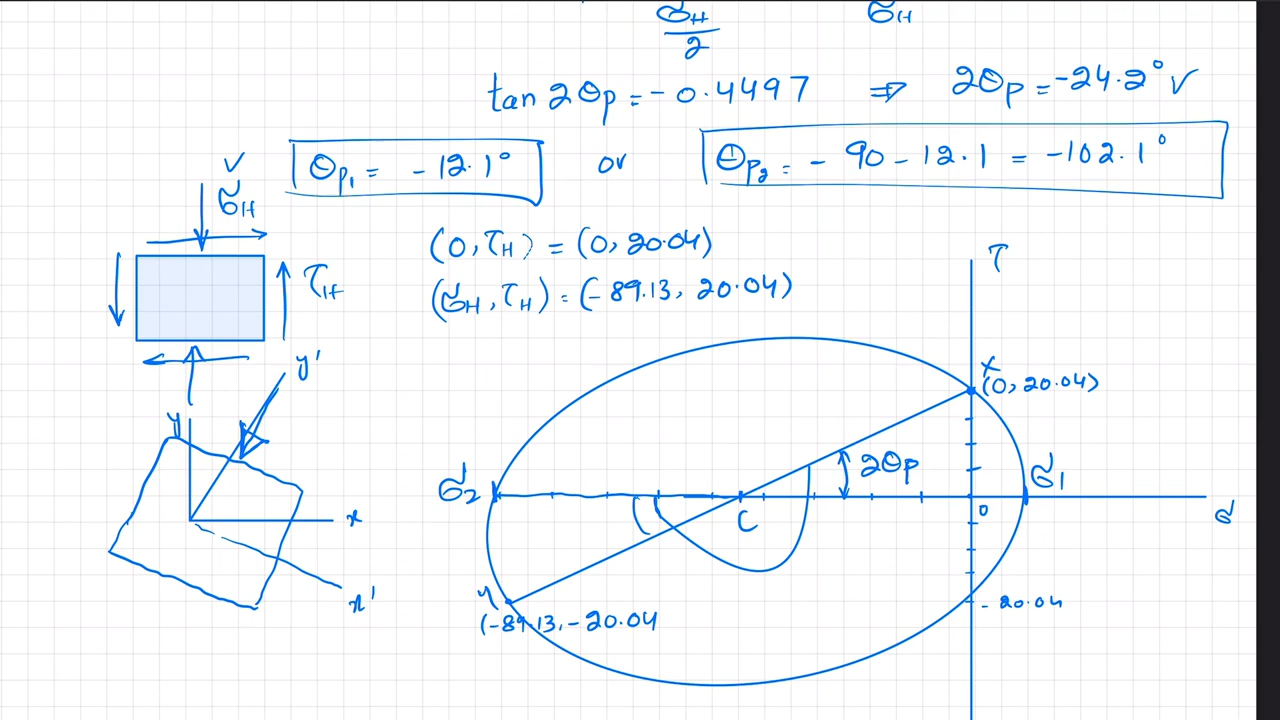 σH/2 σH
tan 2θp = -0.4497 ⇒ 2θp = -24.2° V
θp1 = -12.1° or θp2 = -90-12.1 = -102.1°
V
σH
τH
(0, τH) = (0, 20.04)
(σH, τH) = (-89.13, 20.04)
τ
x
(0, 20.04)
y'
y
x
x'
2θp
σ2
σ1
C
0
σ
y
(-89.13, -20.04
-20.04